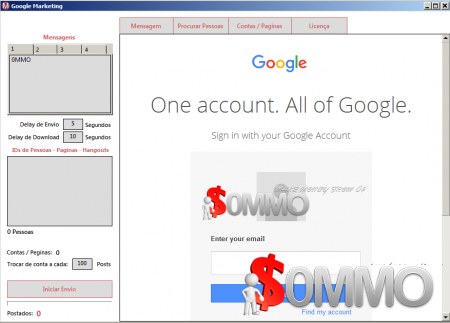 Google Marketing
Mensagem
Procurar Pessoas
Contas / Paginas
Licença
Mensagens
1 2 3 4
0MMO
Delay de Envio 5 Segundos
Delay de Download 10 Segundos
IDs de Pessoas - Paginas - Hangouts
0 Pessoas
Contas / Peginas: 0
Trocar de conta a cada: 100 Posts
Iniciar Envio
Postados: 0
Google
One account. All of Google.
Sign in with your Google Account
$0MMO
Enter your email
$0MMO
Find my account